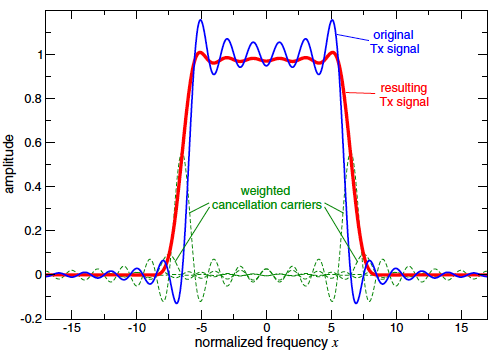 original
Tx signal
resulting
Tx signal
weighted
cancellation carriers
amplitude
1
0.8
0.6
0.4
0.2
0
-0.2
-15
-10
-5
0
5
10
15
normalized frequency x